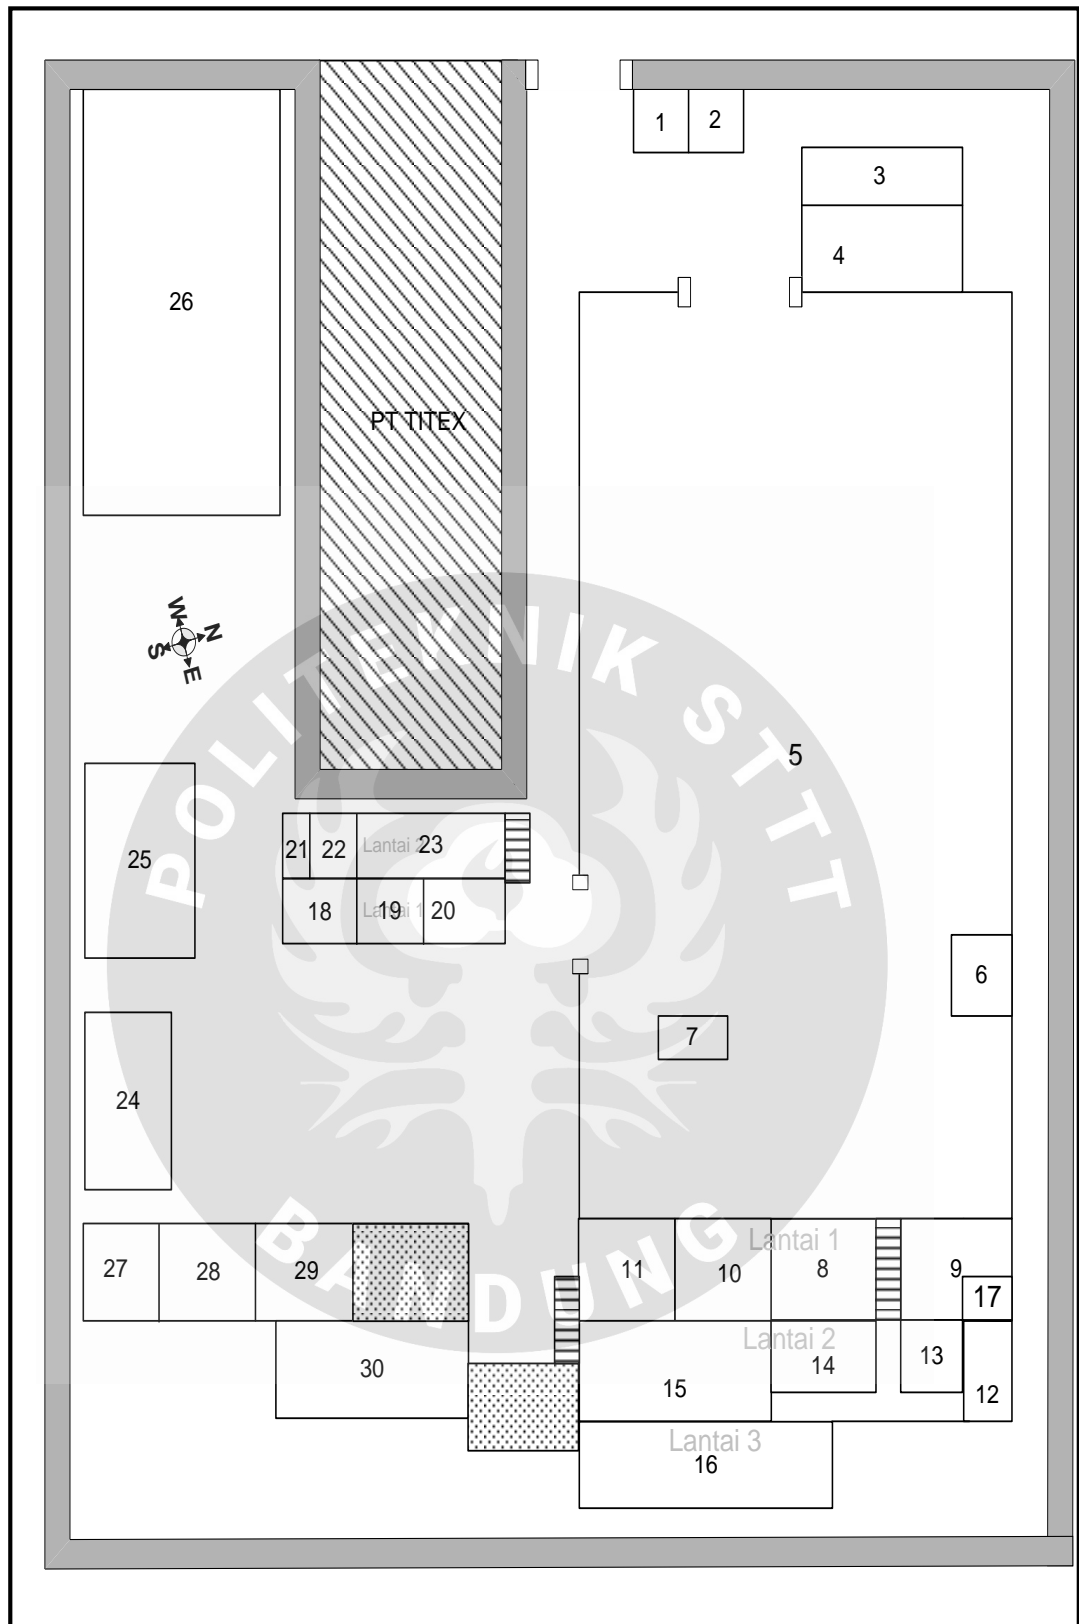 1 2
3
4
26
PT TITEX
W
N
S
E
POLITEKNIK STTT
5
21 22 Lantai 2 23
25
18 Lantai 1 19 20
6
7
24
BANDUNG
Lantai 1
27 28 29 11 10 8 9
17
Lantai 2
30 15 14 13 12
Lantai 3
16